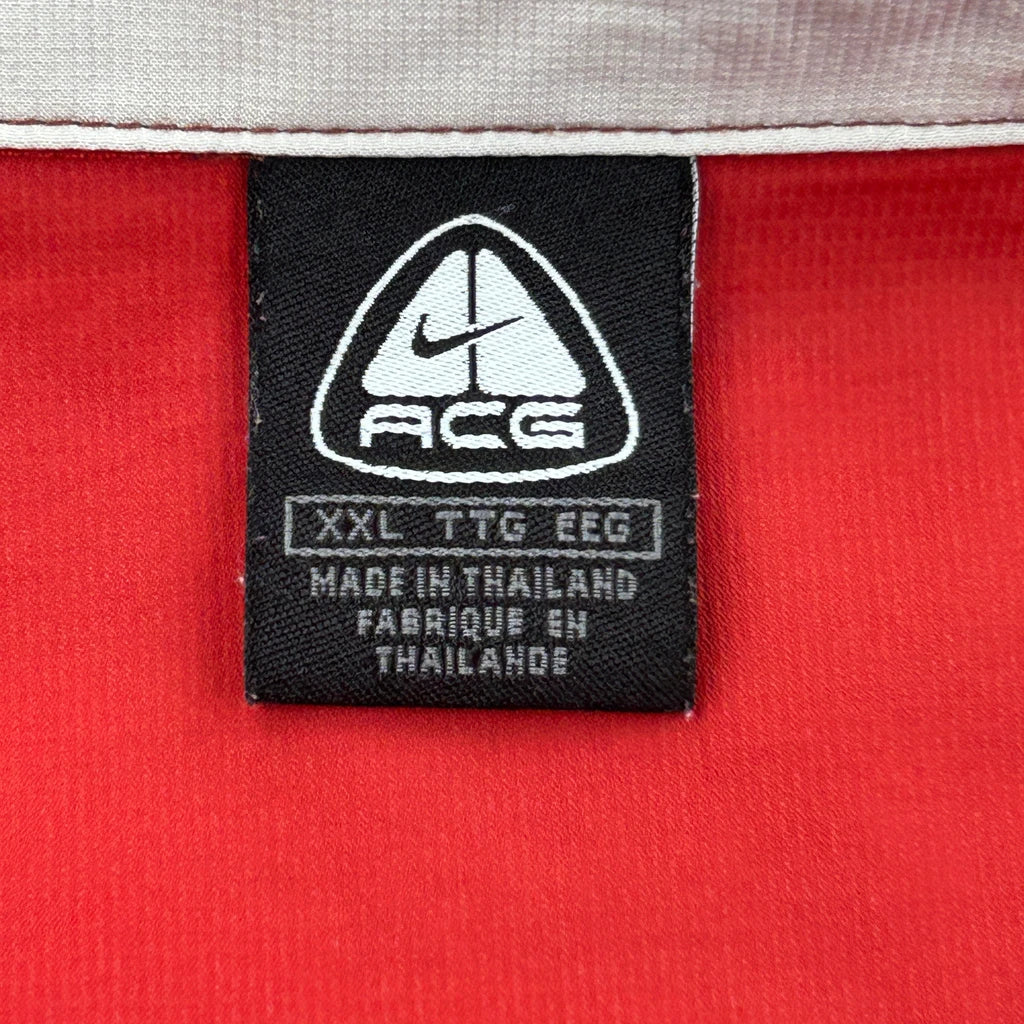 ACG
XXL TTG EEG
MADE IN THAILAND
FABRIQUE EN
THAILANDE